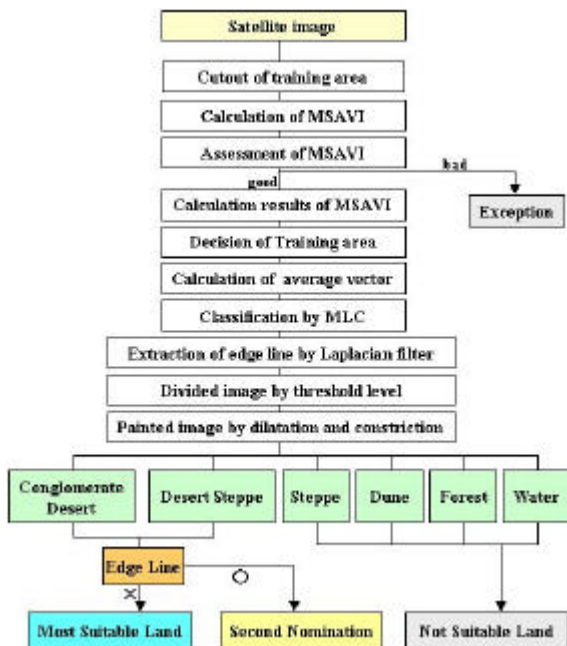 Satellite image
Cutout of training area
Calculation of MSAVI
Assessment of MSAVI
bad
good
Calculation results of MSAVI
Exception
Decision of Training area
Calculation of average vector
Classification by MLC
Extraction of edge line by Laplacian filter
Divided image by threshold level
Painted image by dilatation and constriction
Conglomerate
Desert
Desert Steppe
Steppe
Dune
Forest
Water
Edge Line
×
○
Most Suitable Land
Second Nomination
Not Suitable Land